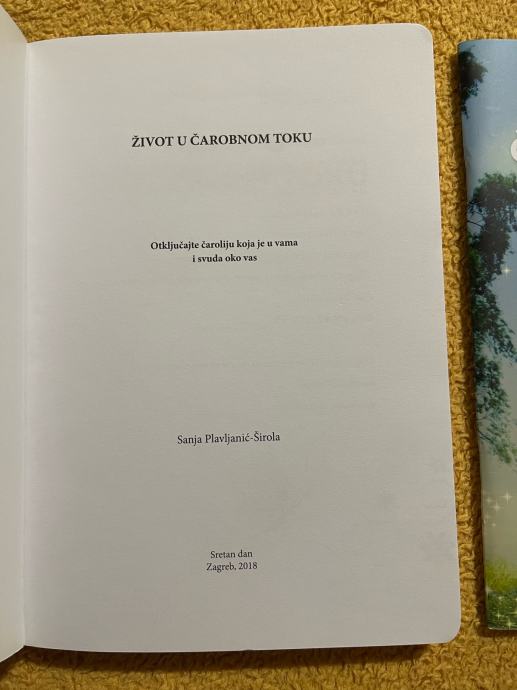 ŽIVOT U ČAROBNOM TOKU
Otključajte čaroliju koja je u vama
i svuda oko vas
Sanja Plavljanić-Širola
Sretan dan
Zagreb, 2018